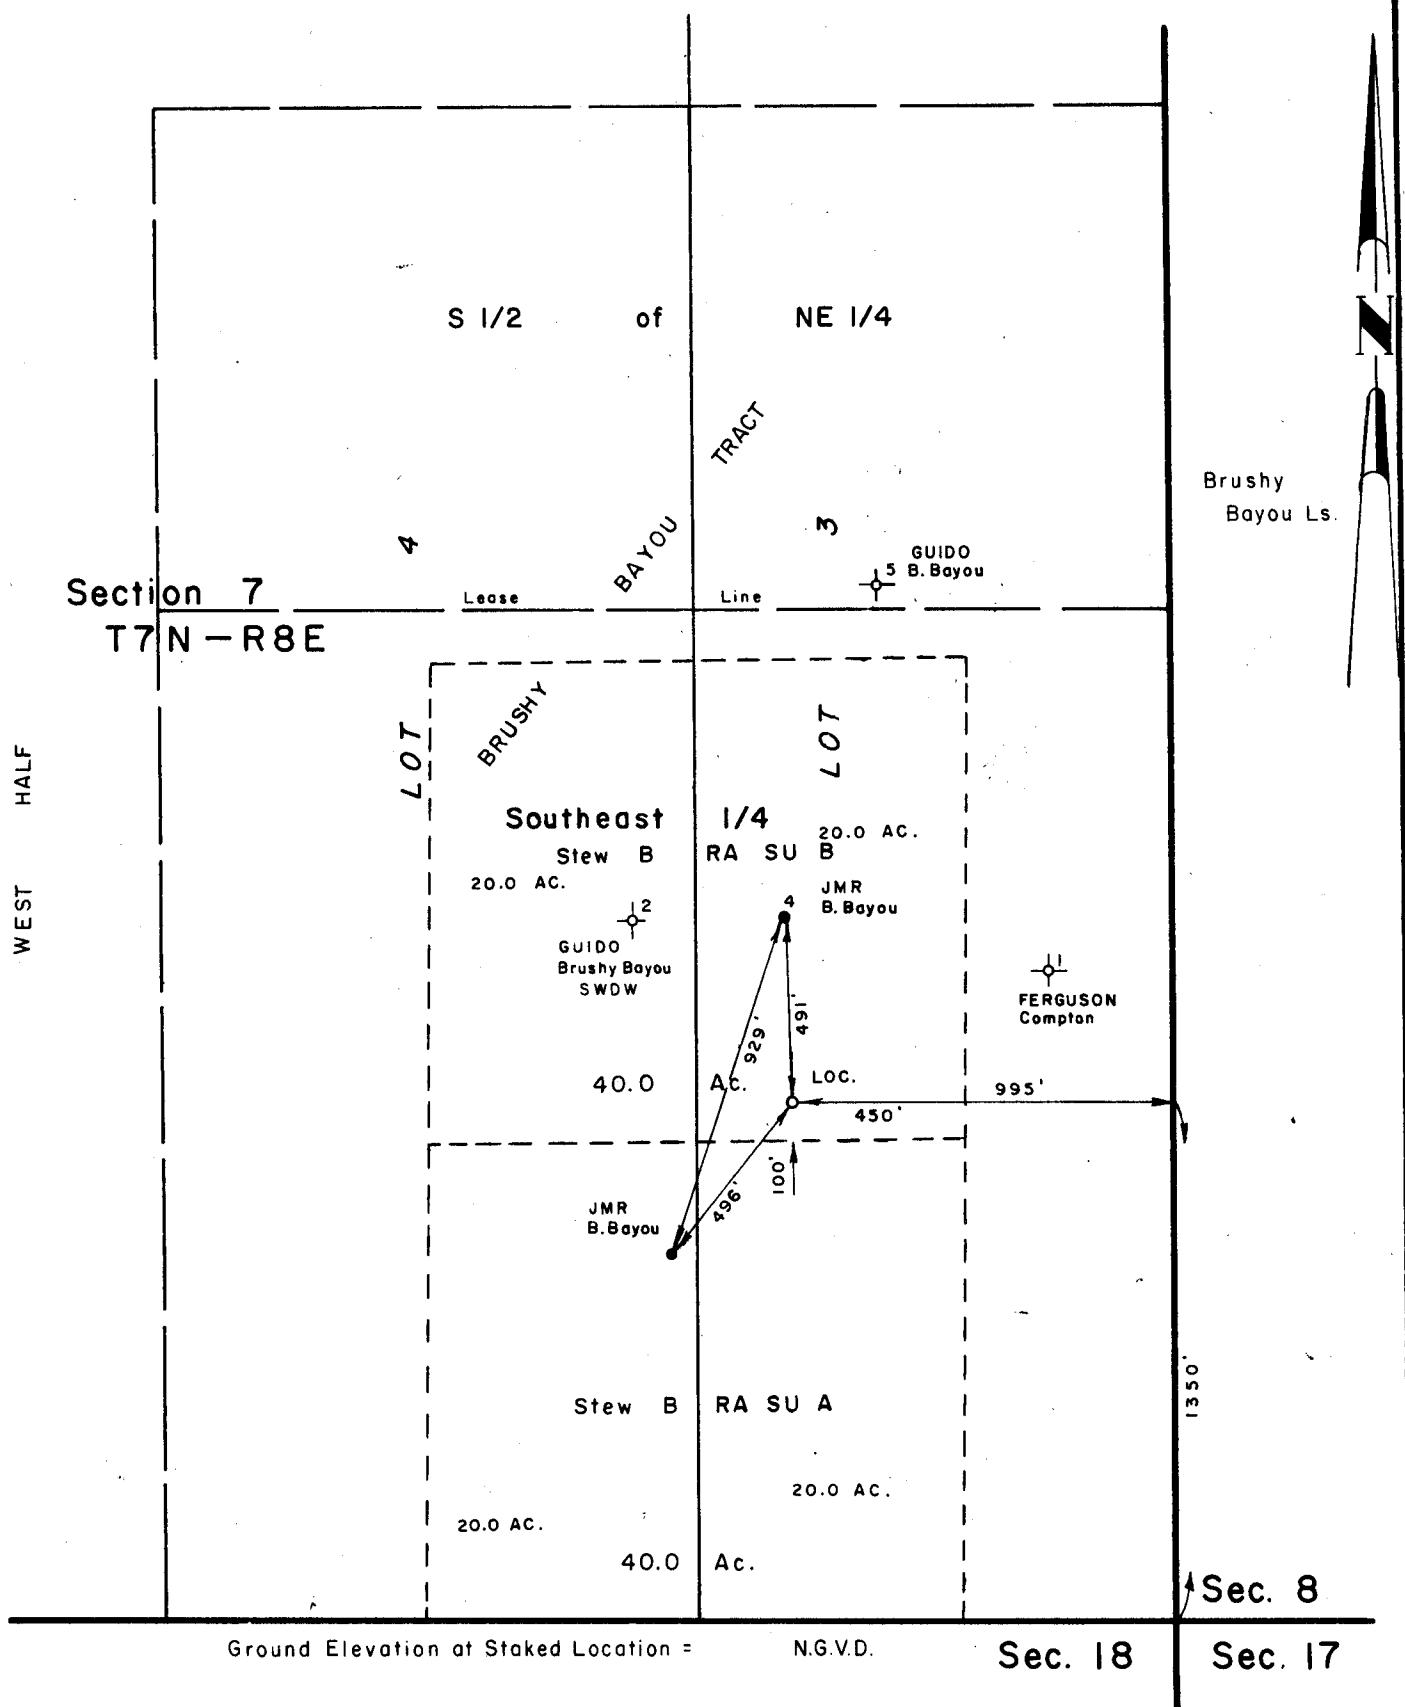 S 1/2 of NE 1/4
N
TRACT
Brushy
Bayou Ls.
BAYOU
4
3
GUIDO
5 B. Bayou
Section 7
Lease Line
T7N-R8E
BRUSHY
LOT
LOT
WEST HALF
Southeast 1/4
20.0 AC.
Stew B RA SU B
20.0 AC.
JMR
4 B. Bayou
2
GUIDO
Brushy Bayou
SWDW
1
FERGUSON
Compton
929'
491'
40.0 Ac.
LOC.
995'
450'
100'
496'
JMR
B. Bayou
1350'
Stew B RA SU A
20.0 AC.
20.0 AC.
40.0 Ac.
Sec. 8
Ground Elevation at Staked Location = N.G.V.D.
Sec. 18
Sec. 17